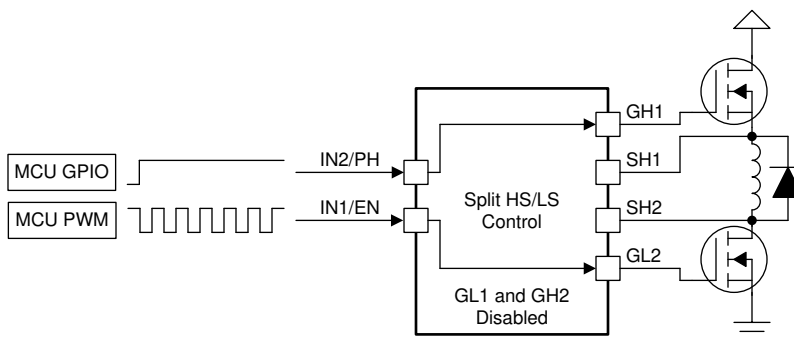 MCU GPIO
IN2/PH
MCU PWM
IN1/EN
Split HS/LS
Control
GL1 and GH2
Disabled
GH1
SH1
SH2
GL2